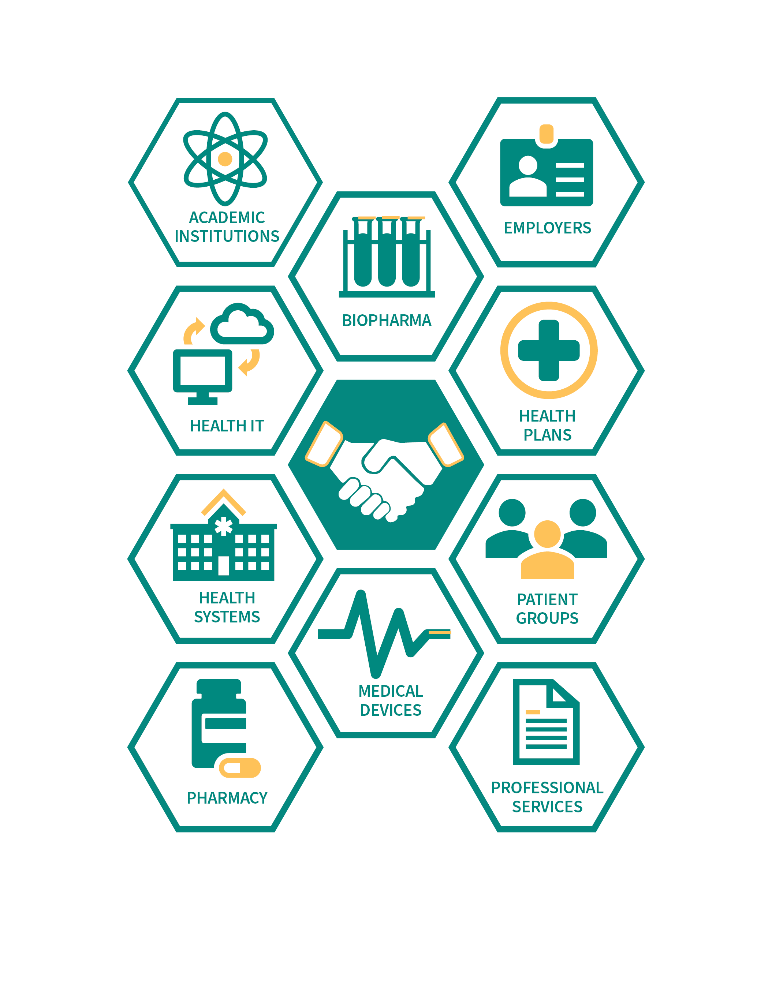 ACADEMIC
INSTITUTIONS
EMPLOYERS
BIOPHARMA
HEALTH IT
HEALTH
PLANS
HEALTH
SYSTEMS
PATIENT
GROUPS
MEDICAL
DEVICES
PHARMACY
PROFESSIONAL
SERVICES